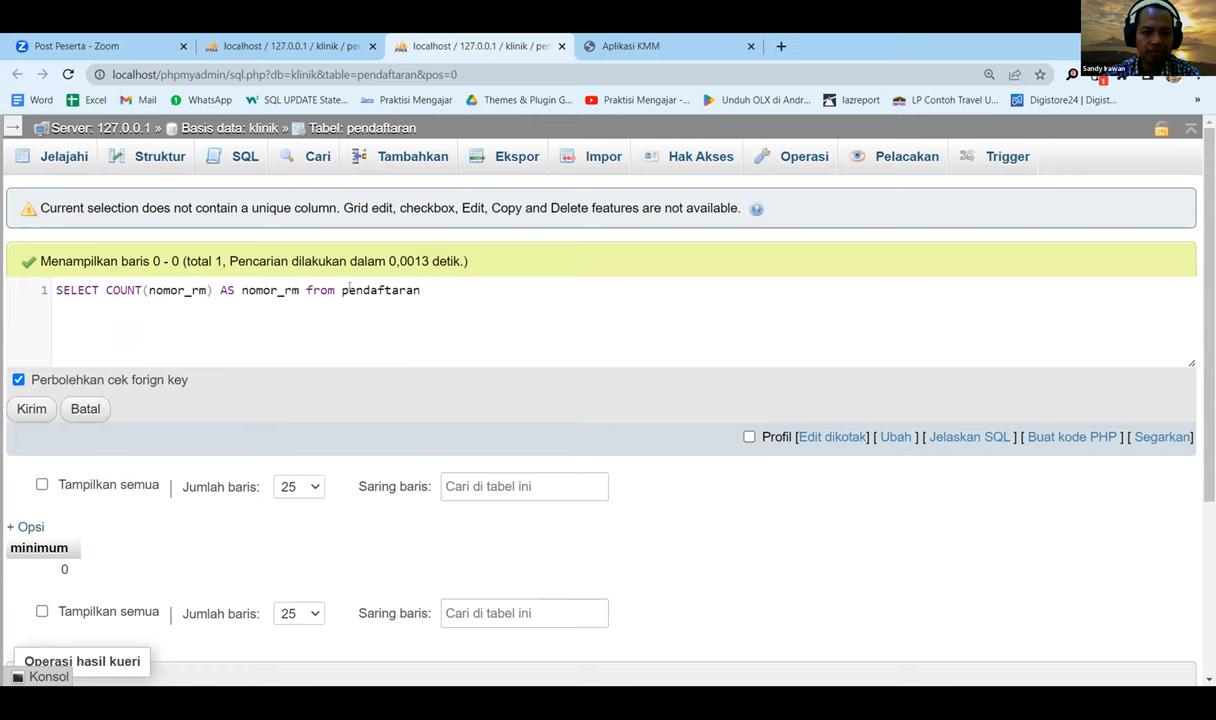 Post Peserta - Zoom
localhost / 127.0.0.1 / klinik / pe
localhost / 127.0.0.1 / klinik / pe
Aplikasi KMM
Sandy Irawan
localhost/phpmyadmin/sql.php?db=klinik&table=pendaftaran&pos=0
Word
Excel
Mail
WhatsApp
SQL UPDATE State...
Praktisi Mengajar
Themes & Plugin G...
Praktisi Mengajar -...
Unduh OLX di Andr...
lazreport
LP Contoh Travel U...
Digistore24 | Digist...
Server: 127.0.0.1 » Basis data: klinik » Tabel: pendaftaran
Jelajahi Struktur SQL Cari Tambahkan Ekspor Impor Hak Akses Operasi Pelacakan Trigger
Current selection does not contain a unique column. Grid edit, checkbox, Edit, Copy and Delete features are not available.
Menampilkan baris 0 - 0 (total 1, Pencarian dilakukan dalam 0,0013 detik.)
1 SELECT COUNT(nomor_rm) AS nomor_rm from pendaftaran
Perbolehkan cek forign key
Kirim Batal
Profil [Edit dikotak] [ Ubah ] [ Jelaskan SQL ] [ Buat kode PHP ] [ Segarkan]
Tampilkan semua | Jumlah baris: 25 Saring baris: Cari di tabel ini
+ Opsi
minimum
0
Tampilkan semua | Jumlah baris: 25 Saring baris: Cari di tabel ini
Operasi hasil kueri
Konsol